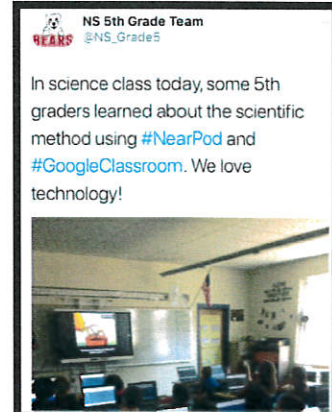 BEARS
NS 5th Grade Team
@NS_Grade5
In science class today, some 5th
graders learned about the scientific
method using #NearPod and
#GoogleClassroom. We love
technology!